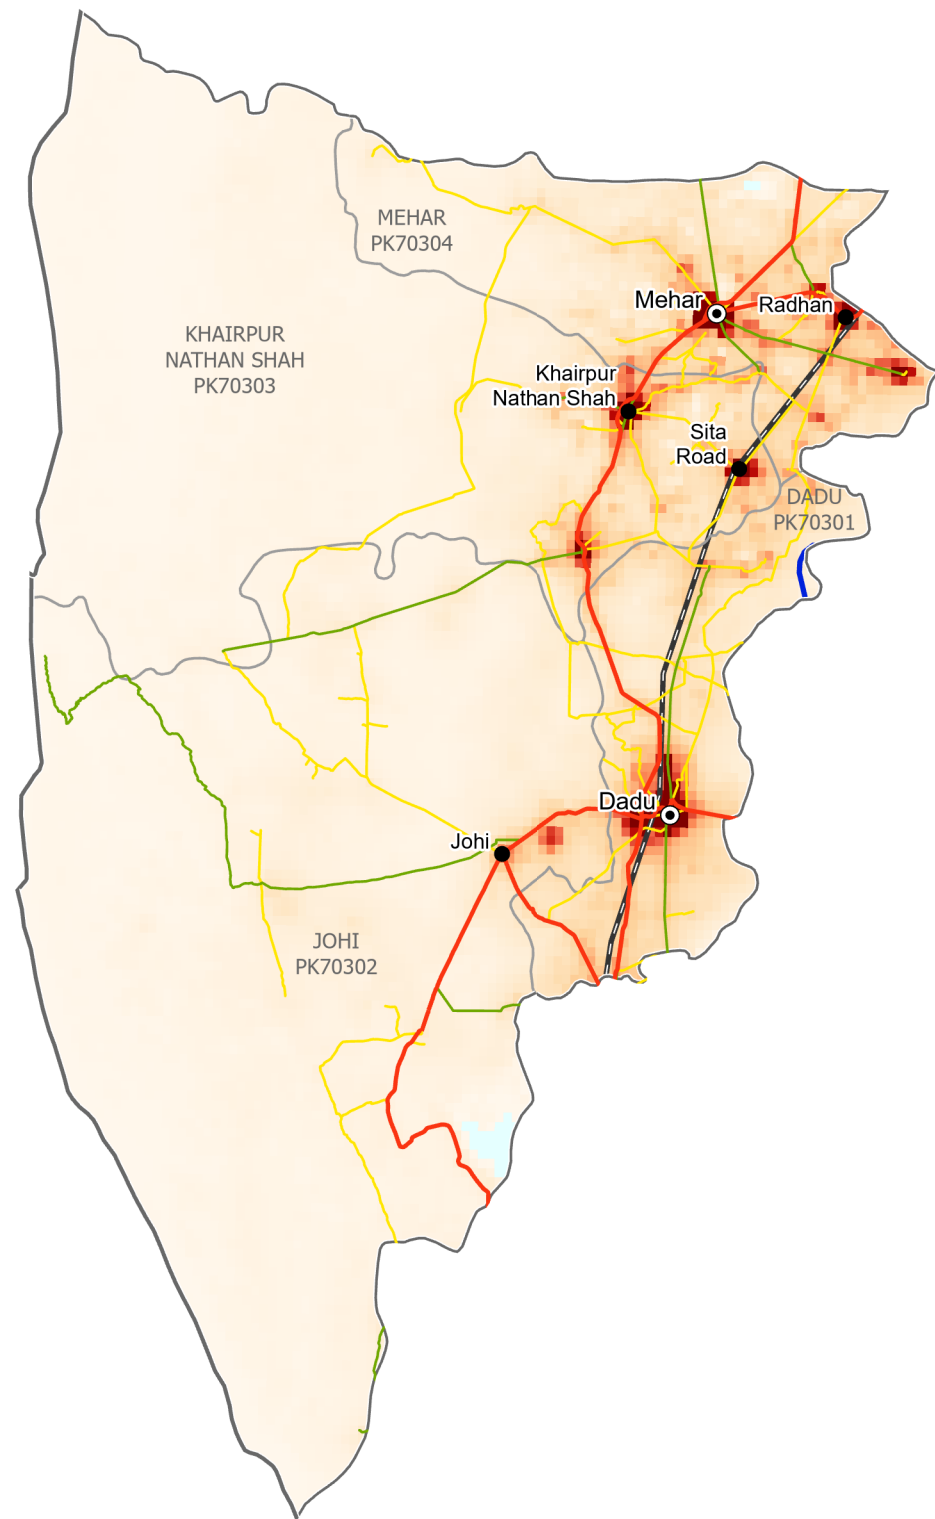 MEHAR
PK70304
Mehar
Radhan
KHAIRPUR
NATHAN SHAH
PK70303
Khairpur
Nathan Shah
Sita
Road
DADU
PK70301
Dadu
Johi
JOHI
PK70302